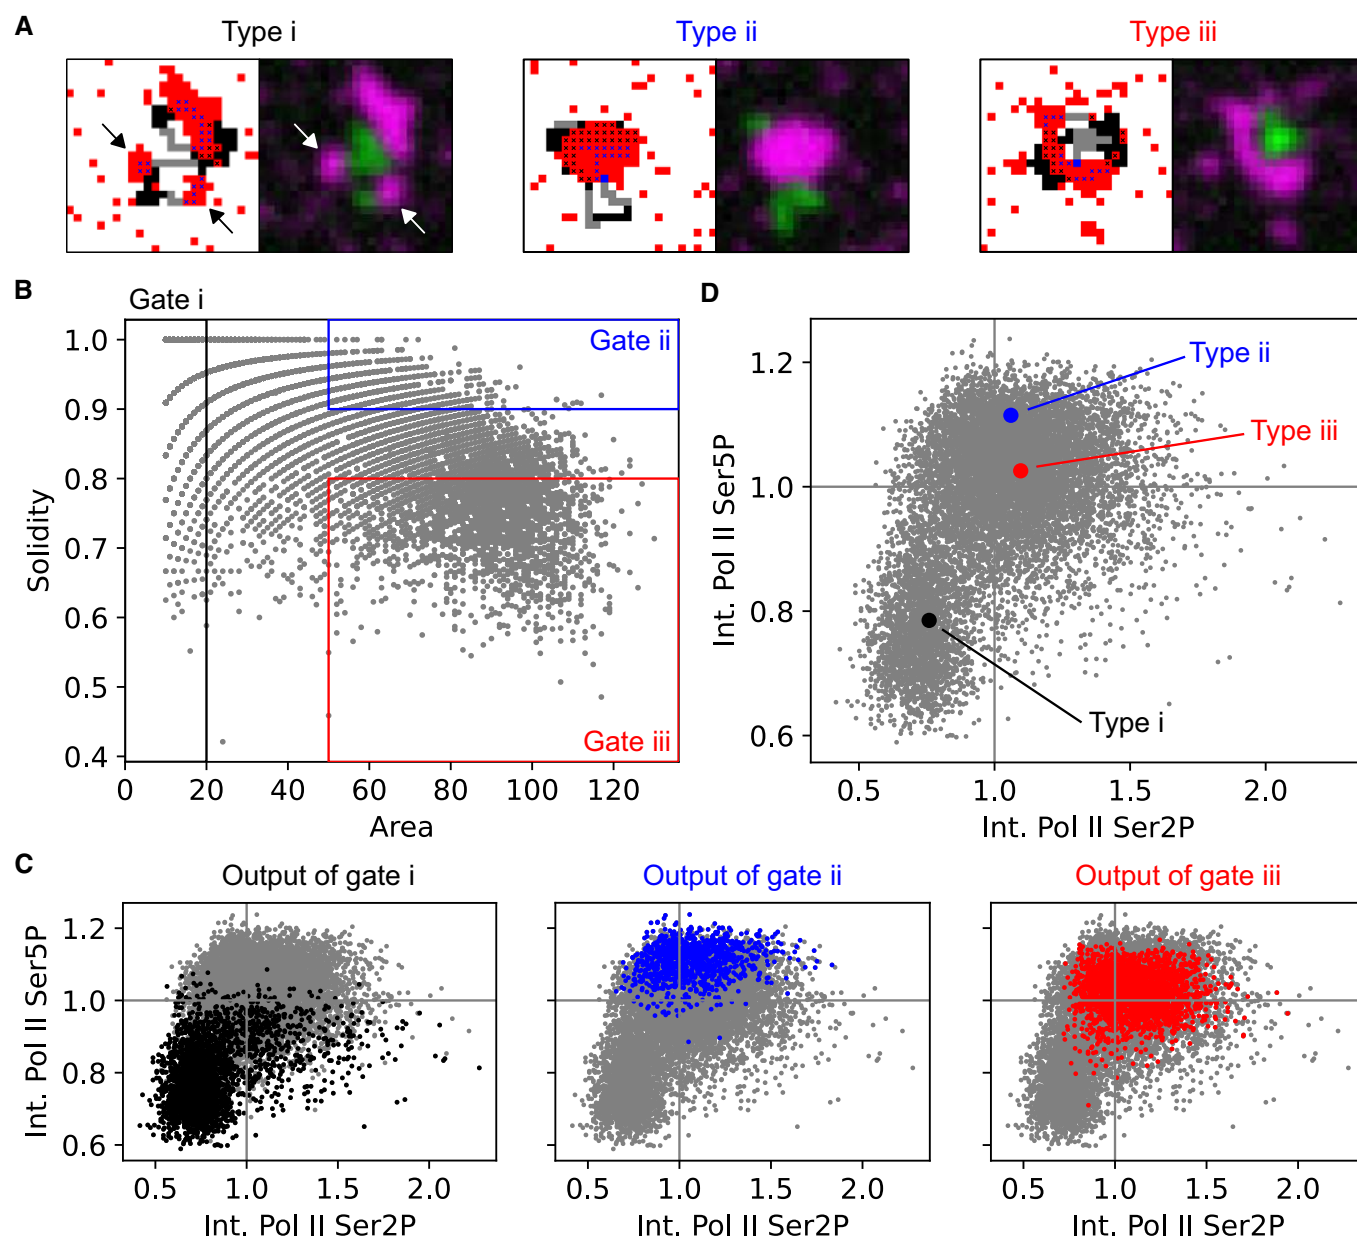 A
Type i
Type ii
Type iii
B
Gate i
Gate ii
Gate iii
Solidity
1.0
0.9
0.8
0.7
0.6
0.5
0.4
0
20
40
60
80
100
120
Area
D
Type ii
Type iii
Type i
Int. Pol II Ser5P
1.2
1.0
0.8
0.6
0.5
1.0
1.5
2.0
Int. Pol II Ser2P
C
Output of gate i
Output of gate ii
Output of gate iii
Int. Pol II Ser5P
1.2
1.0
0.8
0.6
0.5
1.0
1.5
2.0
0.5
1.0
1.5
2.0
0.5
1.0
1.5
2.0
Int. Pol II Ser2P
Int. Pol II Ser2P
Int. Pol II Ser2P